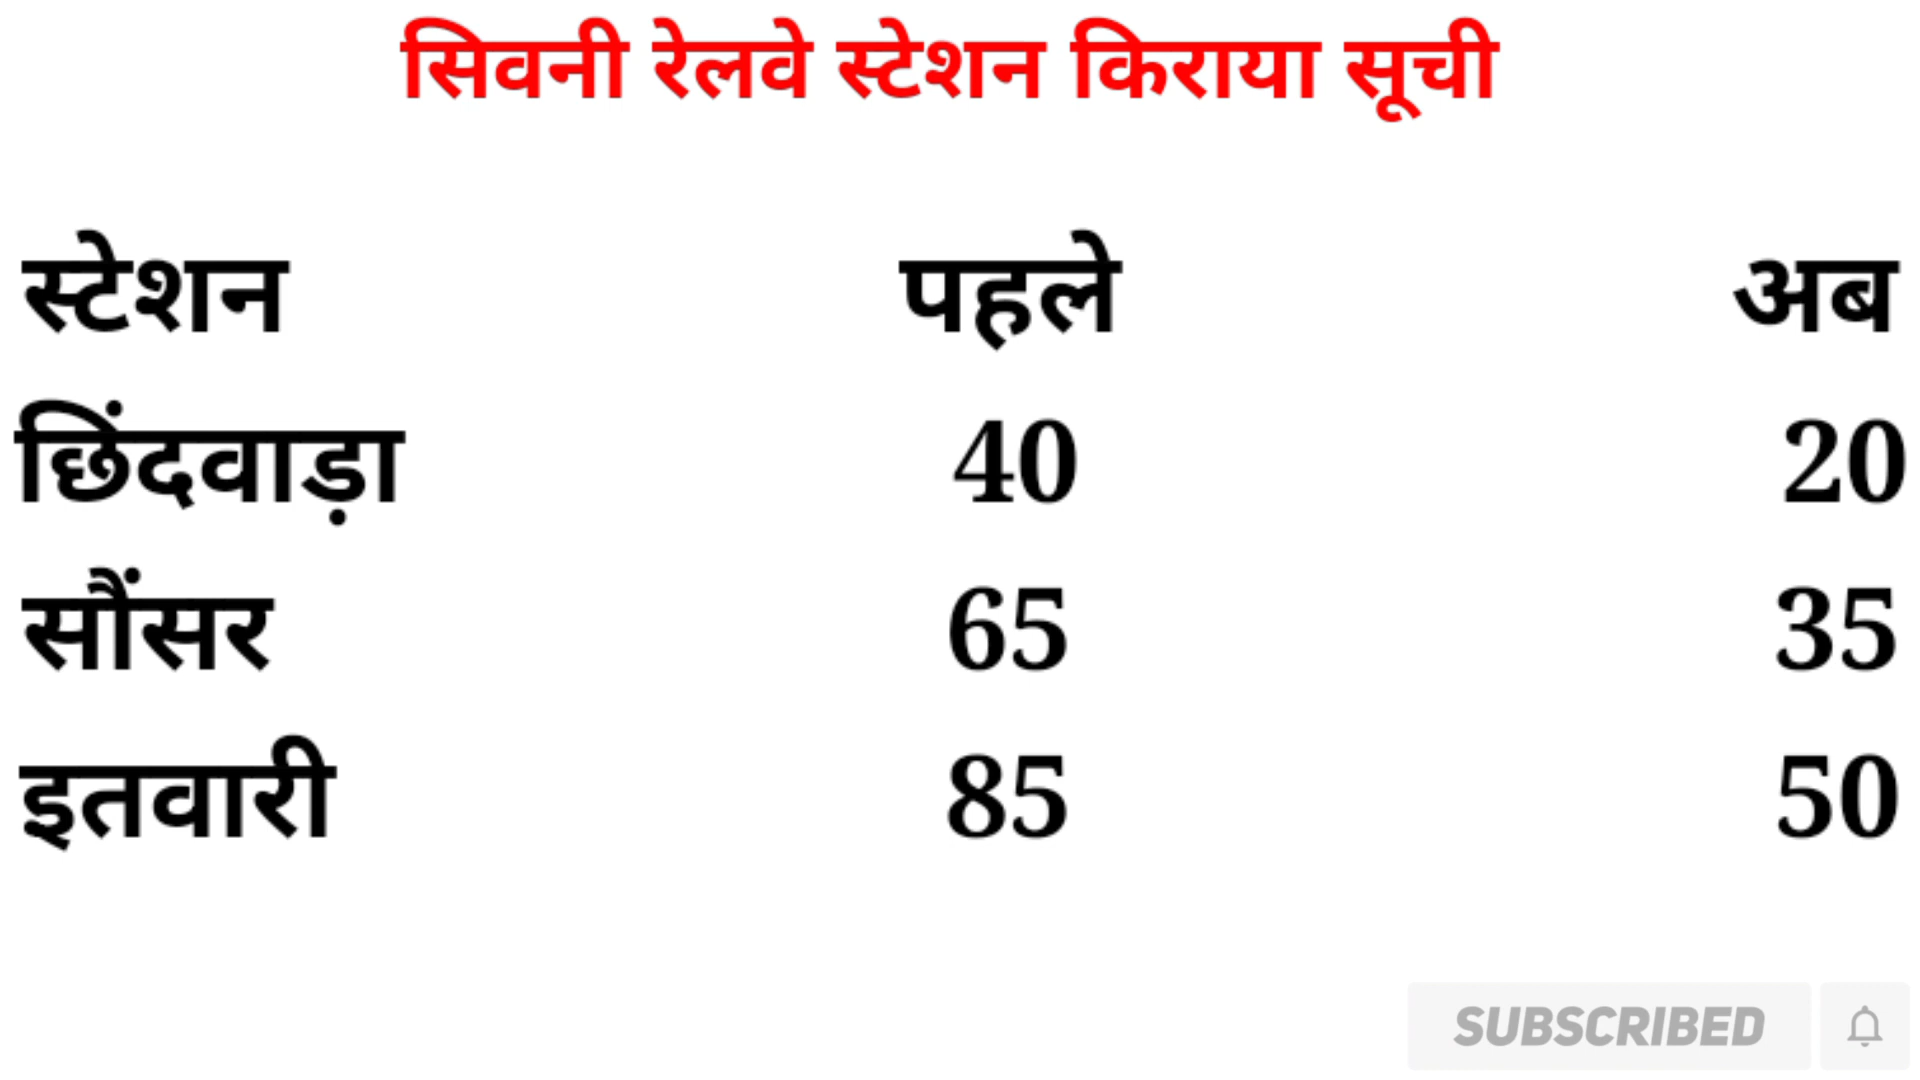 सिवनी रेलवे स्टेशन किराया सूची
स्टेशन पहले अब
छिंदवाड़ा 40 20
सौंसर 65 35
इतवारी 85 50
SUBSCRIBED